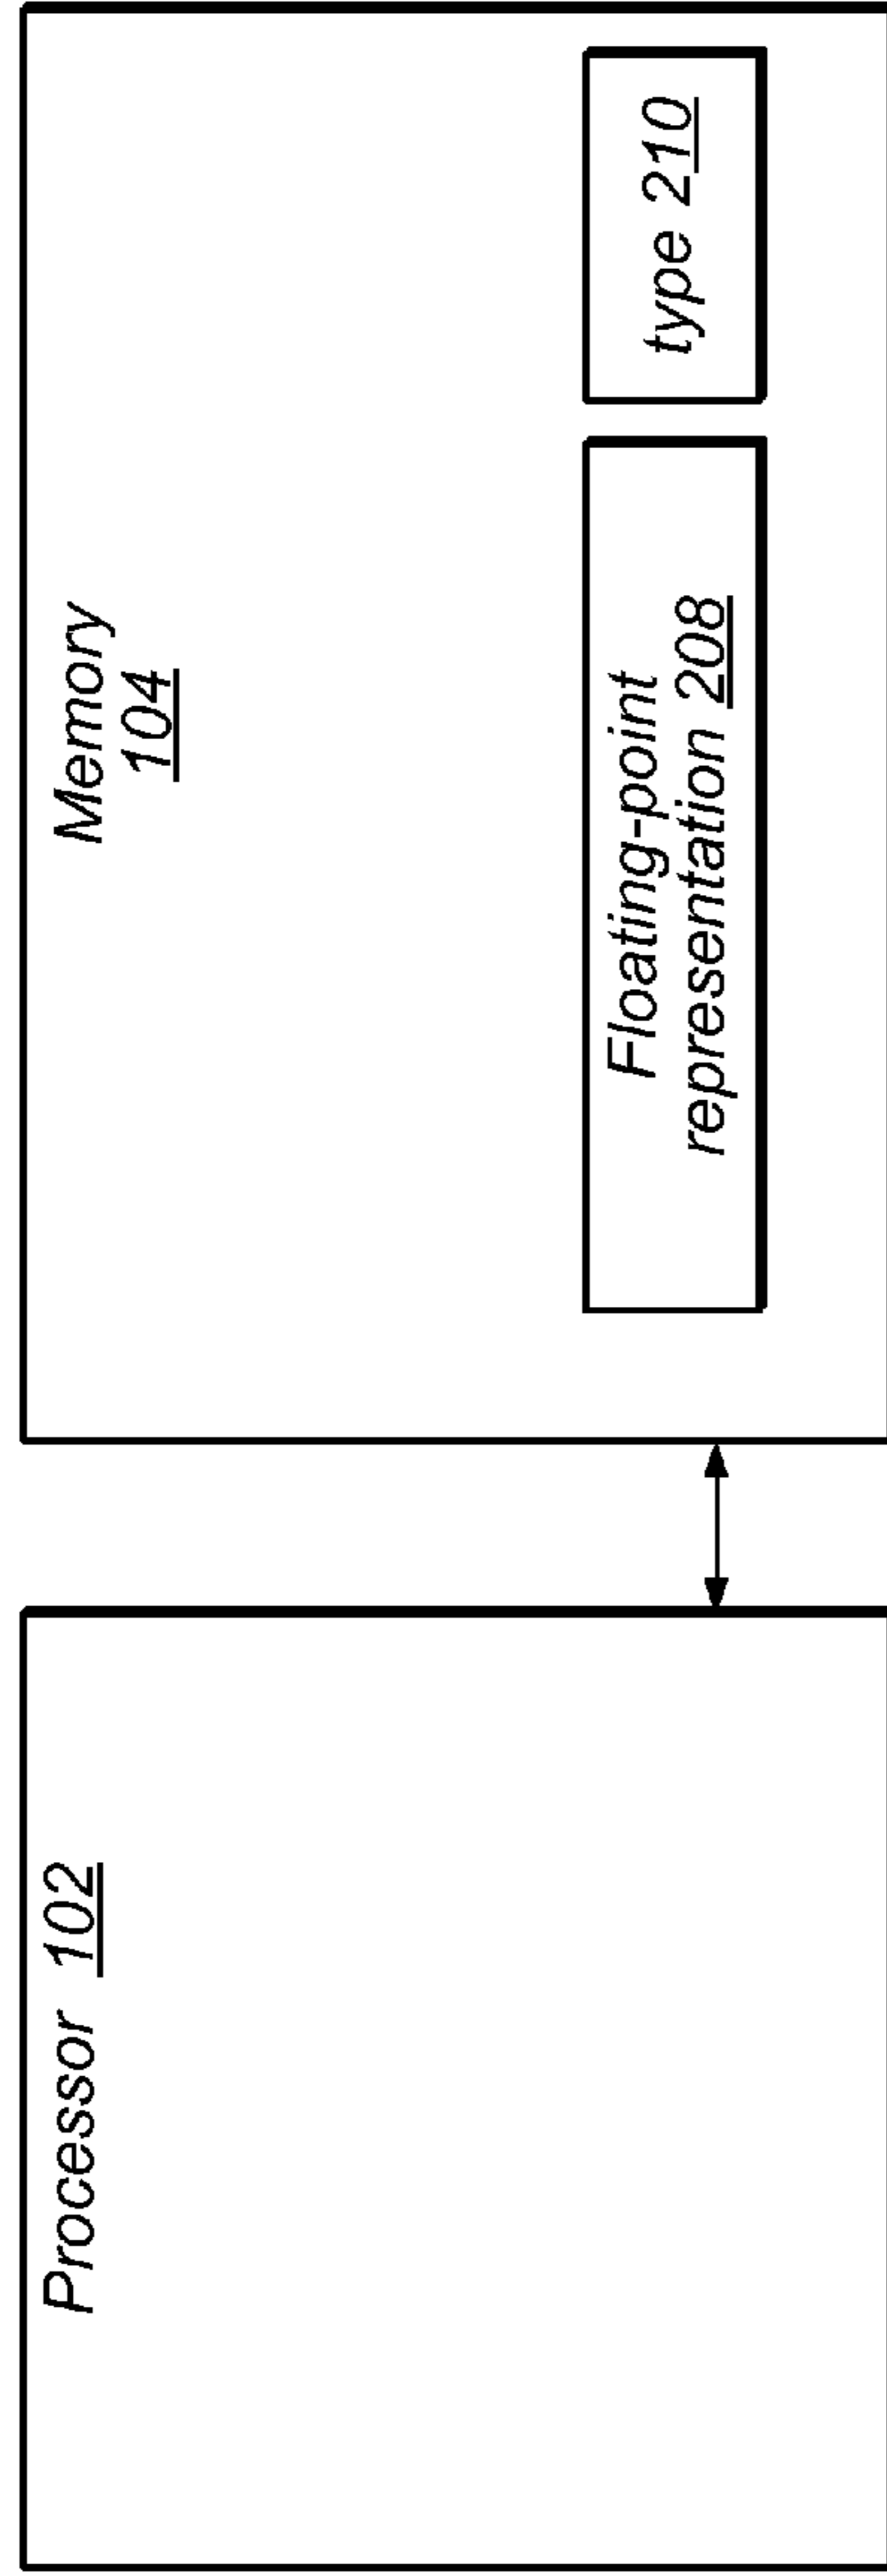 Processor 102
Memory
104
Floating-point
representation 208
type 210